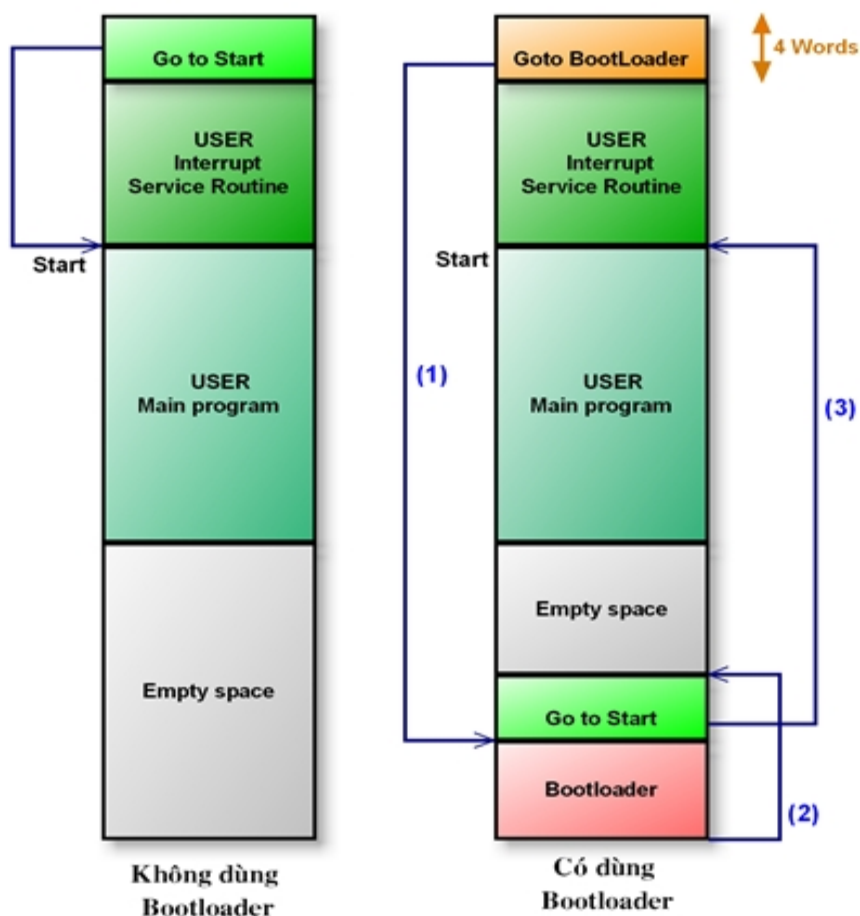 Go to Start
USER
Interrupt
Service Routine
Start
USER
Main program
Empty space
Không dùng
Bootloader
Goto BootLoader
4 Words
USER
Interrupt
Service Routine
Start
(1)
USER
Main program
(3)
Empty space
Go to Start
Bootloader
(2)
Có dùng
Bootloader